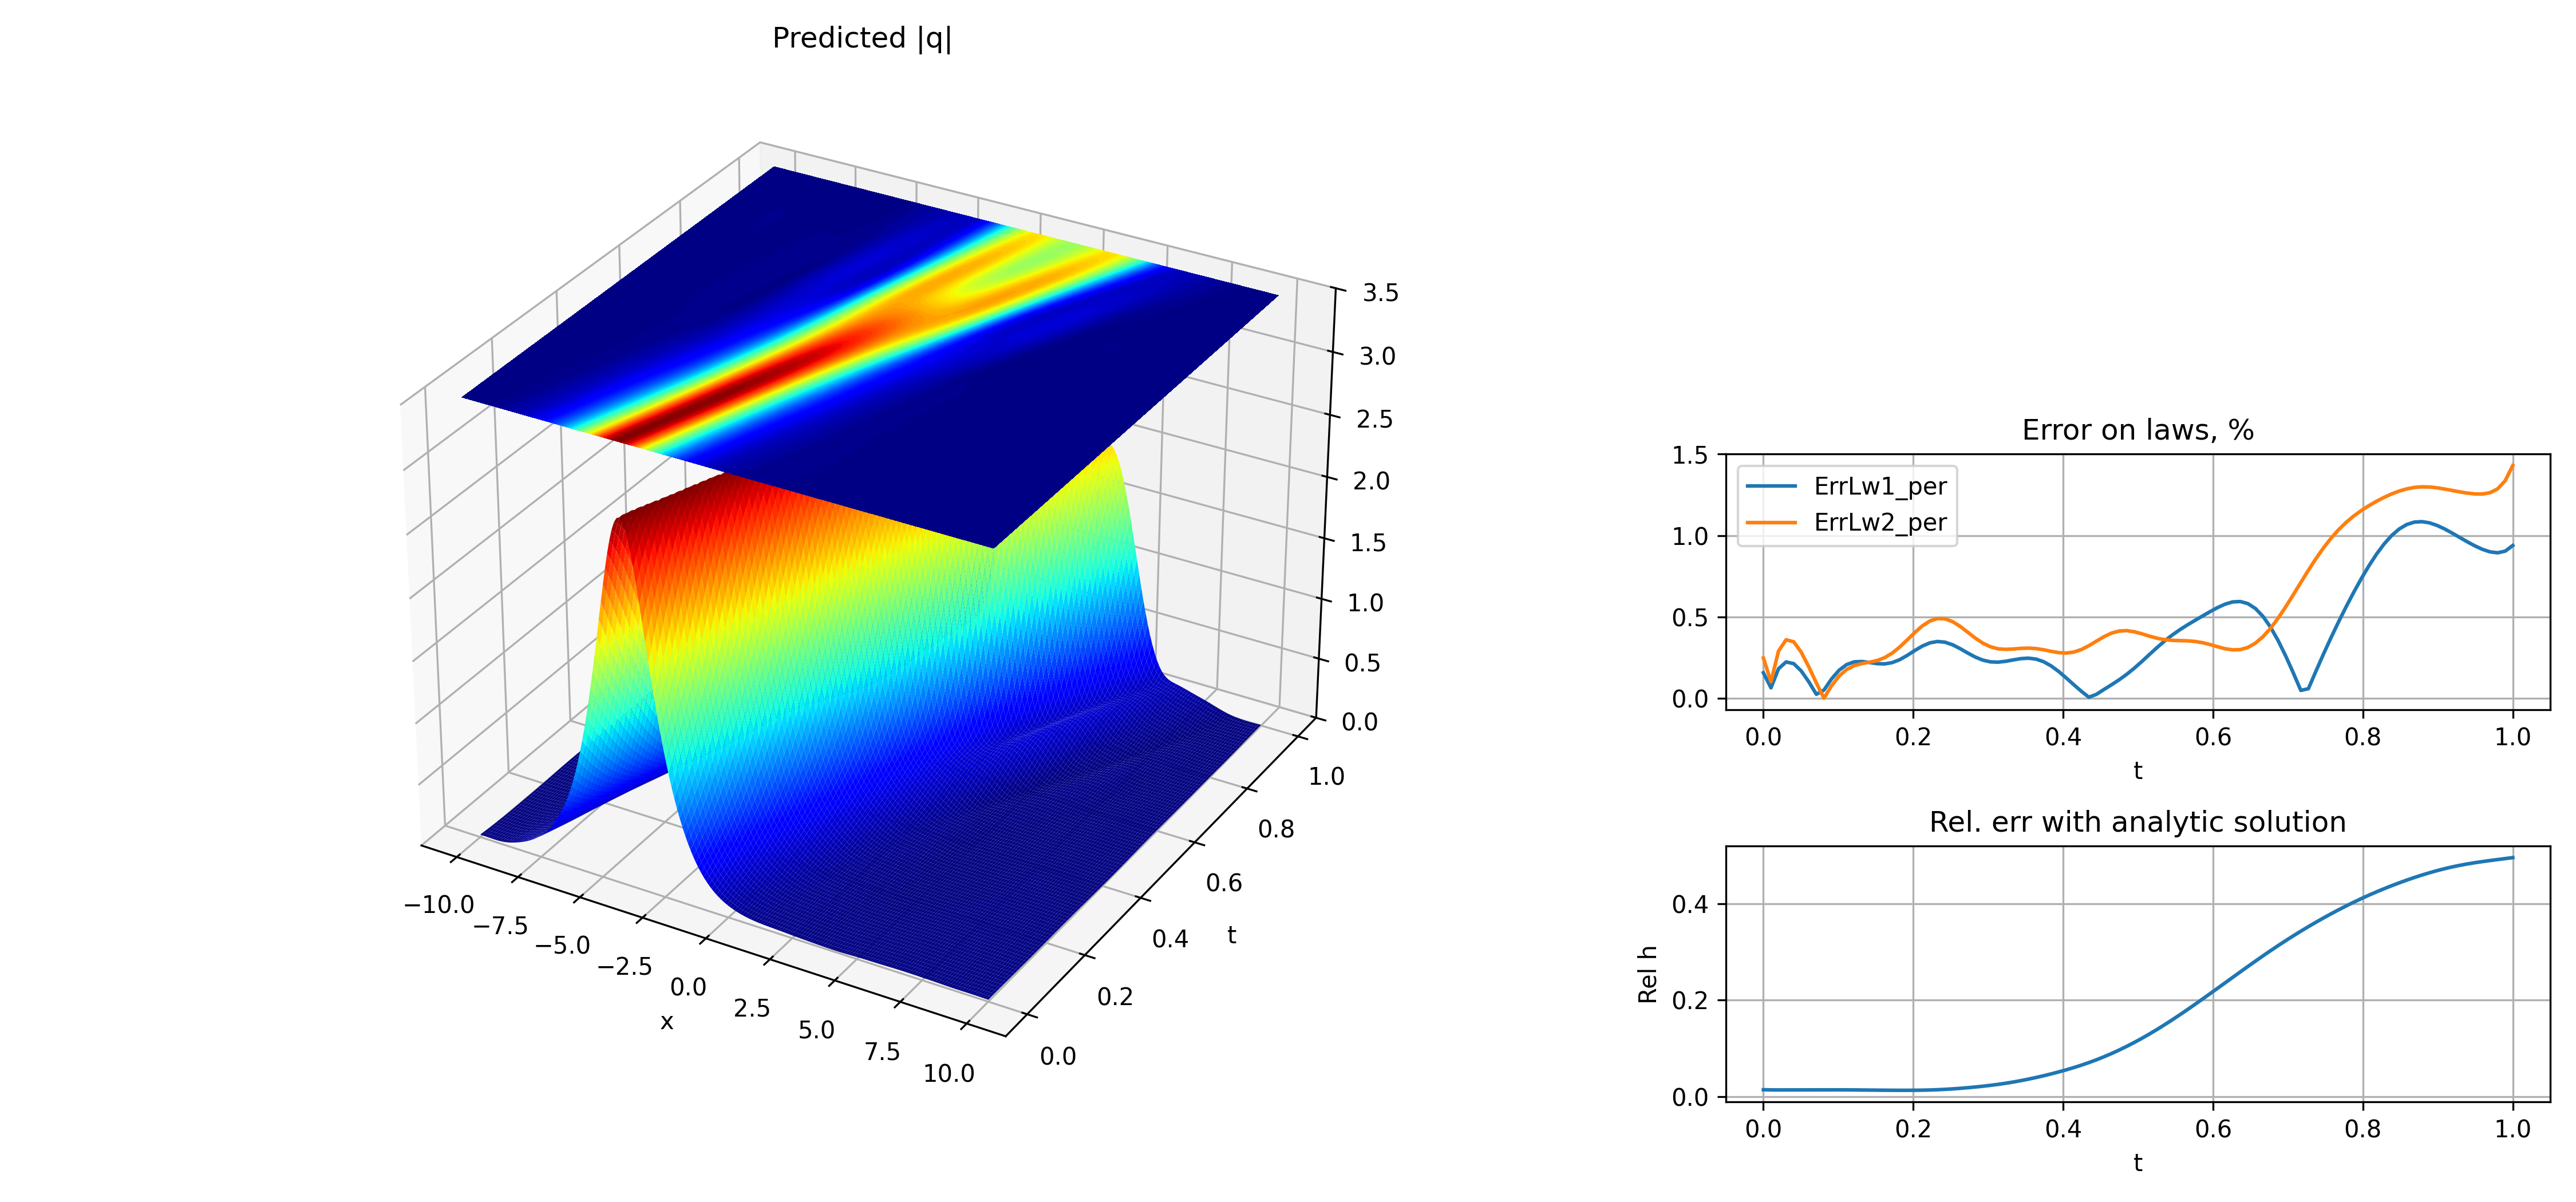 Predicted |q|
3.5
3.0
2.5
2.0
1.5
1.0
0.5
0.0
−10.0
−7.5
−5.0
−2.5
0.0
2.5
5.0
7.5
10.0
x
0.0
0.2
0.4
0.6
0.8
1.0
t
Error on laws, %
1.5
1.0
0.5
0.0
ErrLw1_per
ErrLw2_per
0.0 0.2 0.4 0.6 0.8 1.0
t
Rel. err with analytic solution
Rel h
0.4
0.2
0.0
0.0 0.2 0.4 0.6 0.8 1.0
t